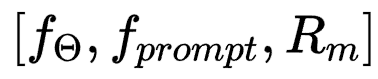 [f_Θ, f_prompt, R_m]